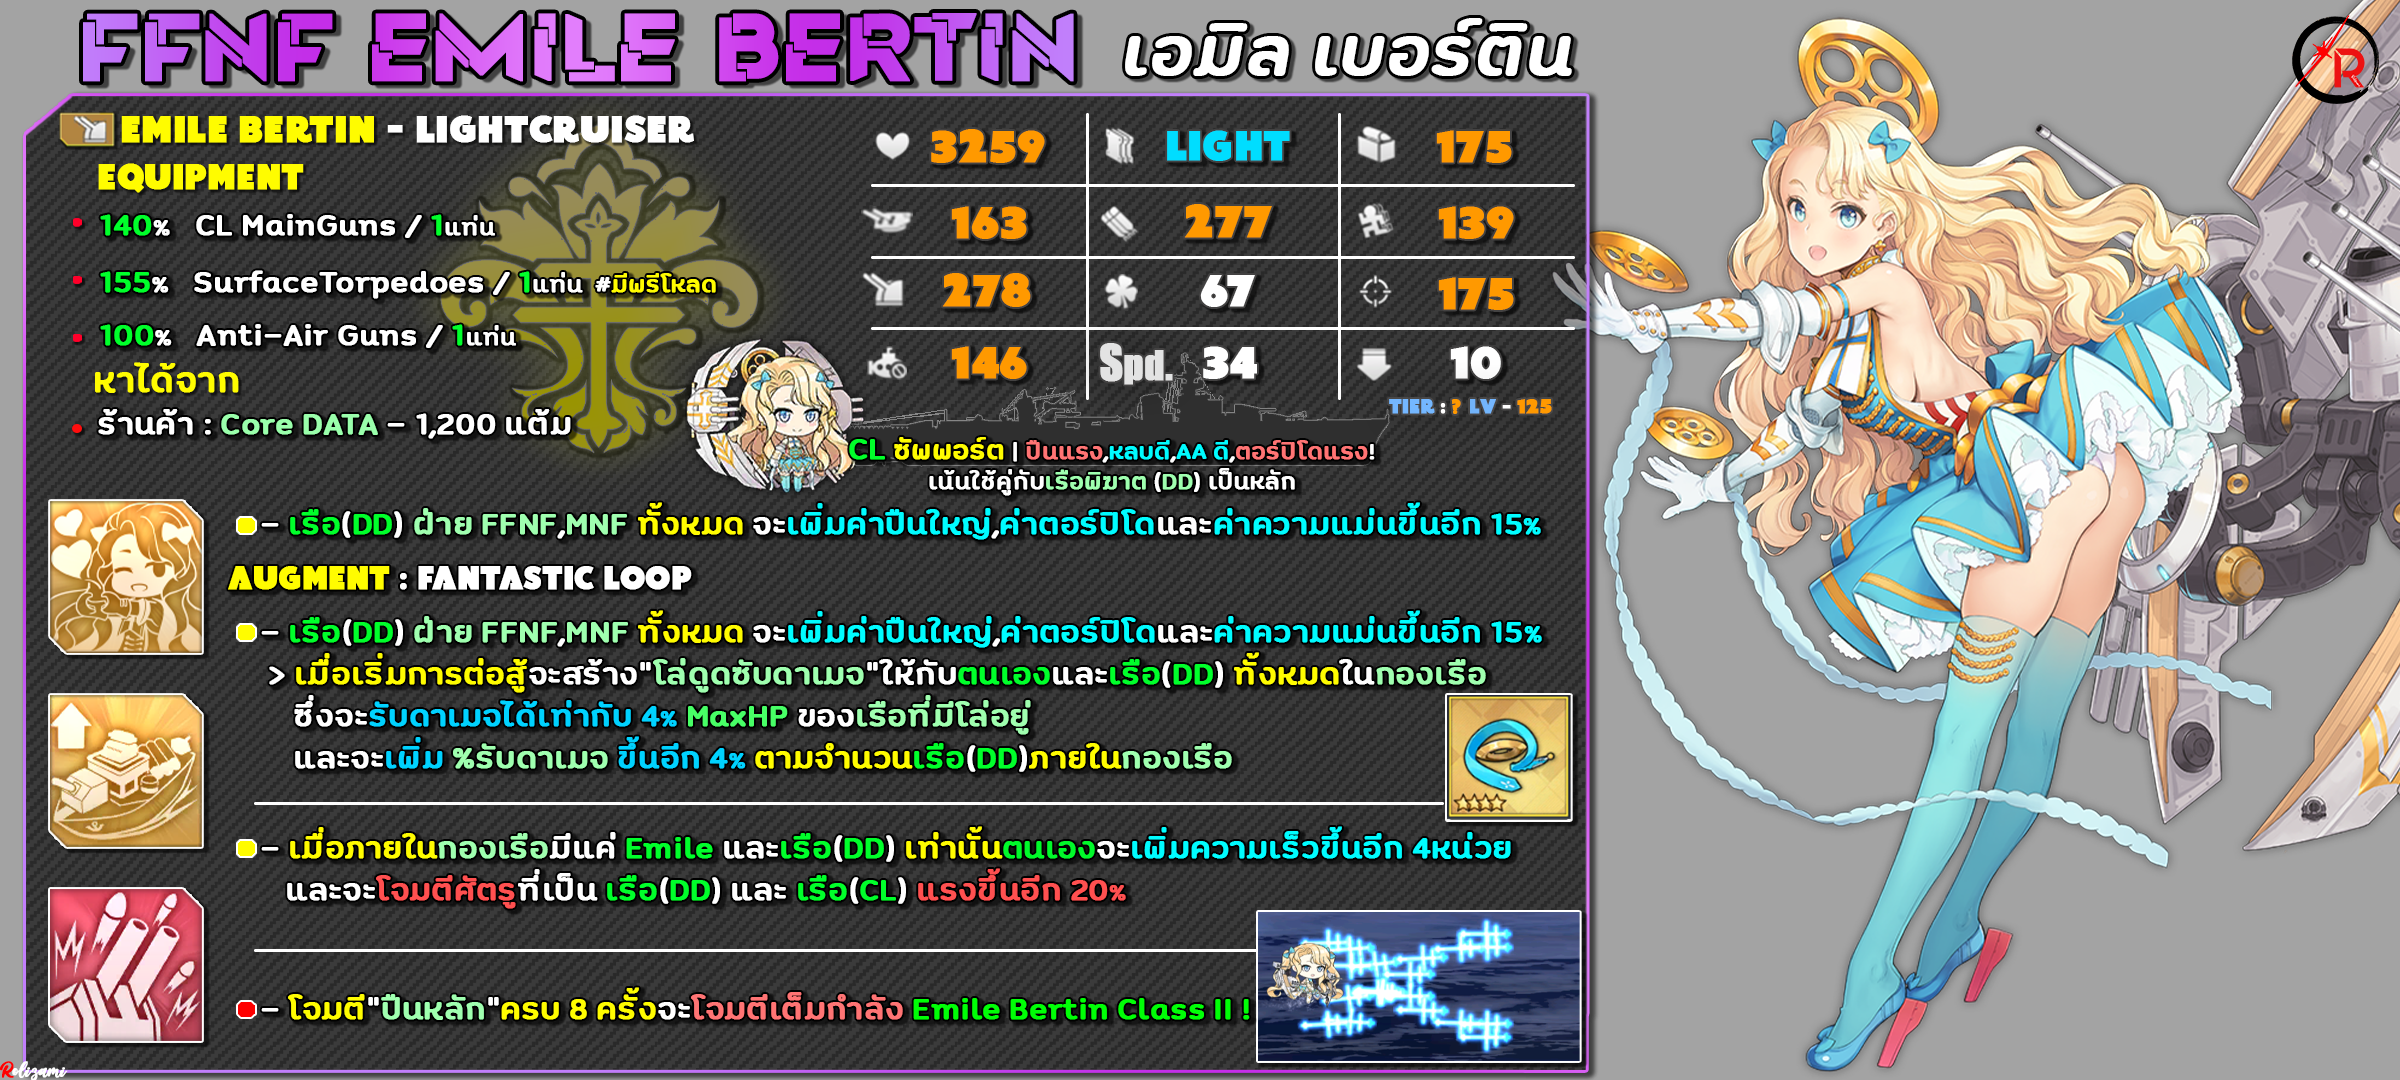 FFNF EMILE BERTIN เอมิล เบอร์ติน
EMILE BERTIN - LIGHTCRUISER
EQUIPMENT
140% CL MainGuns / 1แท่น
155% SurfaceTorpedoes / 1แท่น #มีพรีโหลด
100% Anti-Air Guns / 1แท่น
หาได้จาก
ร้านค้า : Core DATA - 1,200 แต้ม
3259 LIGHT 175
163 277 139
278 67 175
146 Spd. 34 10
TIER : ? LV - 125
CL ซัพพอร์ต | ปืนแรง,หลบดี,AA ดี,ตอร์ปิโดแรง!
เน้นใช้คู่กับเรือพิฆาต (DD) เป็นหลัก
- เรือ(DD) ฝ่าย FFNF,MNF ทั้งหมด จะเพิ่มค่าปืนใหญ่,ค่าตอร์ปิโดและค่าความแม่นขึ้นอีก 15%
AUGMENT : FANTASTIC LOOP
- เรือ(DD) ฝ่าย FFNF,MNF ทั้งหมด จะเพิ่มค่าปืนใหญ่,ค่าตอร์ปิโดและค่าความแม่นขึ้นอีก 15%
> เมื่อเริ่มการต่อสู้จะสร้าง"โล่ดูดซับดาเมจ"ให้กับตนเองและเรือ(DD) ทั้งหมดในกองเรือ
ซึ่งจะรับดาเมจได้เท่ากับ 4% MaxHP ของเรือที่มีโล่อยู่
และจะเพิ่ม %รับดาเมจ ขึ้นอีก 4% ตามจำนวนเรือ(DD)ภายในกองเรือ
- เมื่อภายในกองเรือมีแค่ Emile และเรือ(DD) เท่านั้นตนเองจะเพิ่มความเร็วขึ้นอีก 4หน่วย
และจะโจมตีศัตรูที่เป็น เรือ(DD) และ เรือ(CL) แรงขึ้นอีก 20%
- โจมตี"ปืนหลัก"ครบ 8 ครั้งจะโจมตีเต็มกำลัง Emile Bertin Class II !
R
Relizami